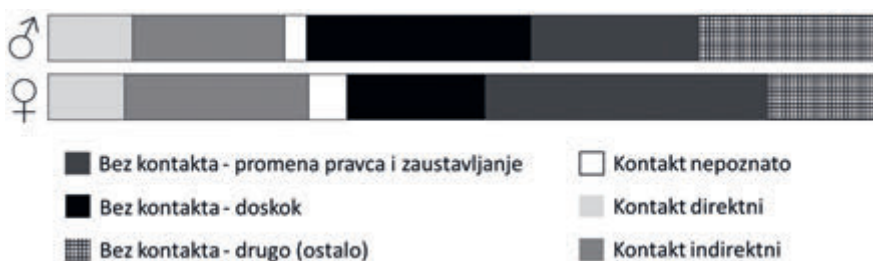 ♂
♀
Bez kontakta - promena pravca i zaustavljanje
Kontakt nepoznato
Bez kontakta - doskok
Kontakt direktni
Bez kontakta - drugo (ostalo)
Kontakt indirektni